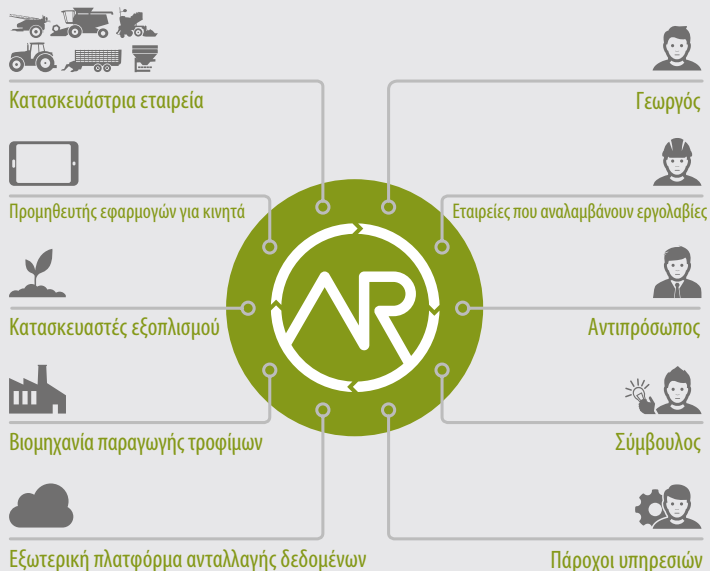 Κατασκευάστρια εταιρεία
Γεωργός
Προμηθευτής εφαρμογών για κινητά
Εταιρείες που αναλαμβάνουν εργολαβίες
Κατασκευαστές εξοπλισμού
Αντιπρόσωπος
Βιομηχανία παραγωγής τροφίμων
Σύμβουλος
Εξωτερική πλατφόρμα ανταλλαγής δεδομένων
Πάροχοι υπηρεσιών
AR